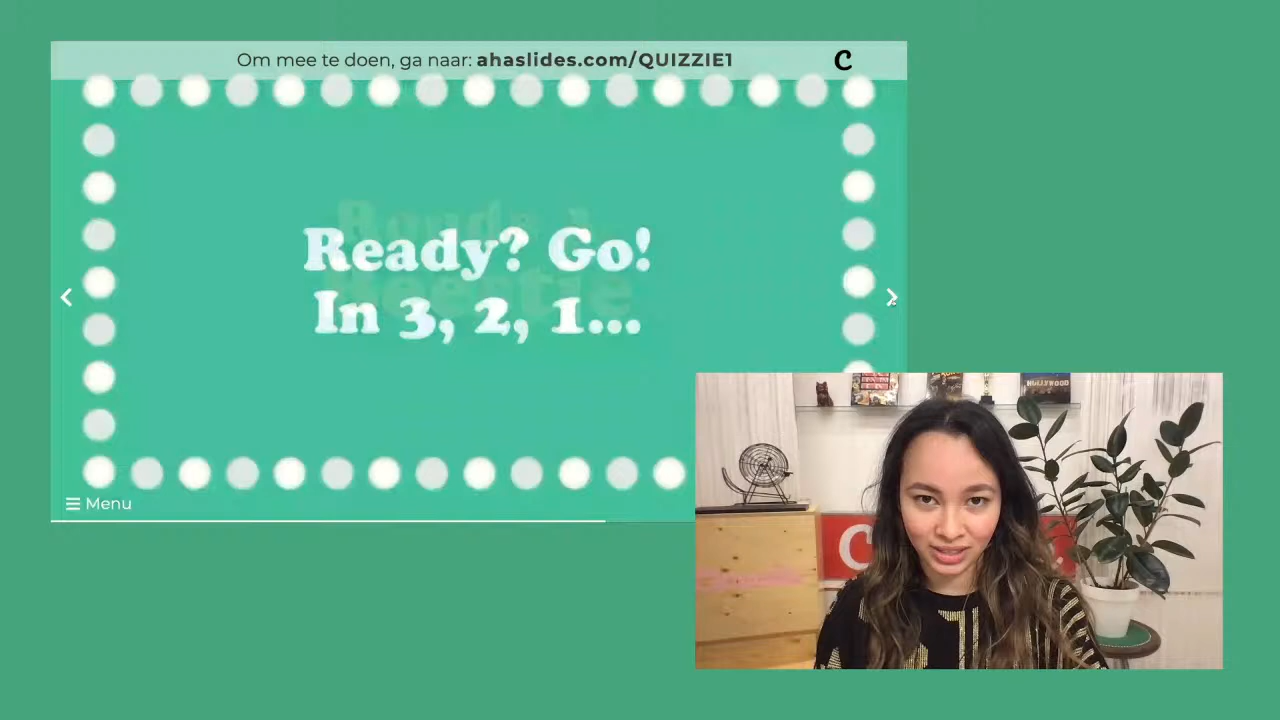 Om mee te doen, ga naar: ahaslides.com/QUIZZIE1
C
Ready? Go!
In 3, 2, 1...
Menu
HOLLYWOOD
C